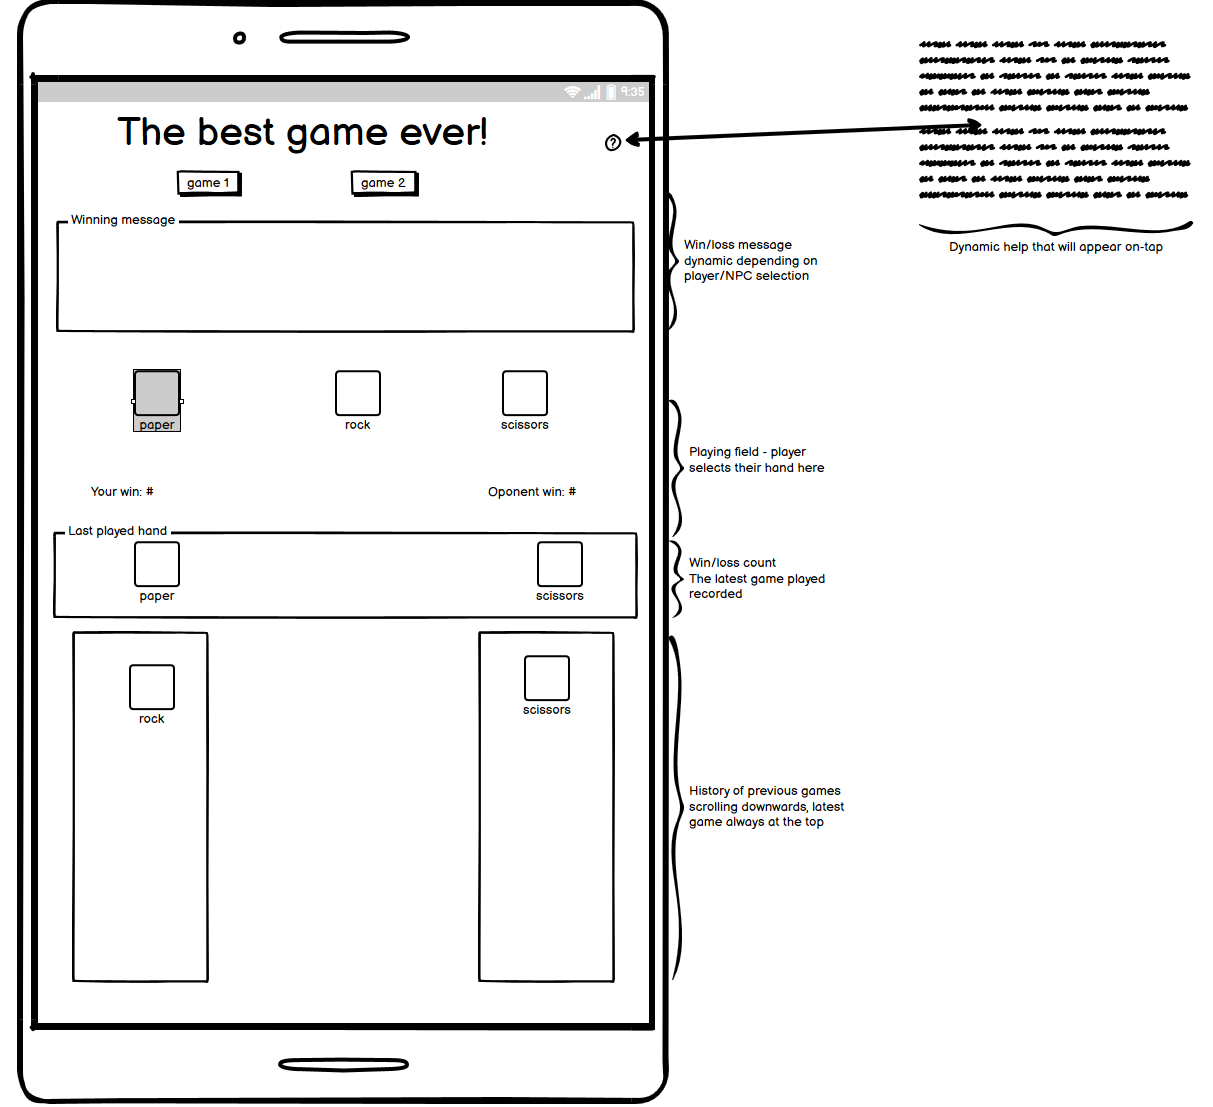 9:35
The best game ever!
?
game 1
game 2
Winning message
Win/loss message
dynamic depending on
player/NPC selection
Dynamic help that will appear on-tap
paper
rock
scissors
Playing field - player
selects their hand here
Your win: #
Oponent win: #
Last played hand
paper
scissors
Win/loss count
The latest game played
recorded
rock
scissors
History of previous games
scrolling downwards, latest
game always at the top